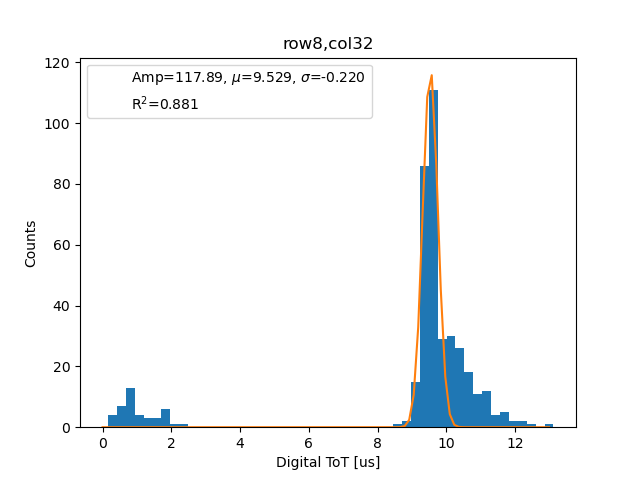 row8,col32
Amp=117.89, μ=9.529, σ=-0.220
R²=0.881
120
100
80
60
40
20
0
Counts
0 2 4 6 8 10 12
Digital ToT [us]